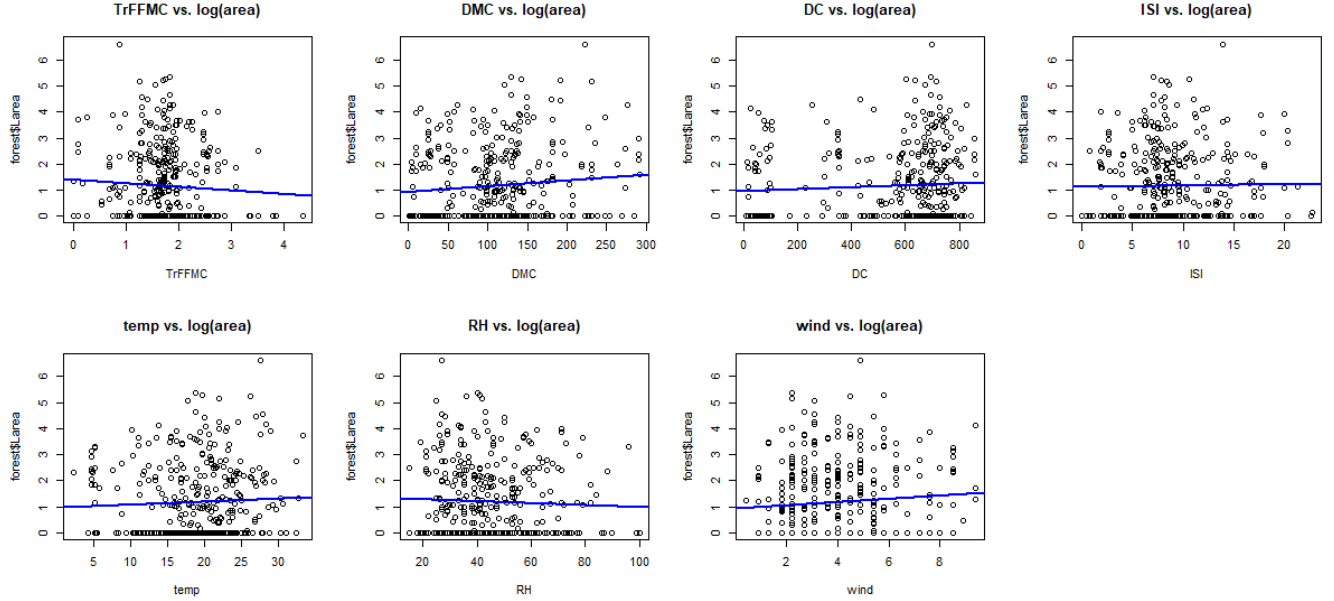 TrFFMC vs. log(area)
forest$Larea
0 1 2 3 4 5 6
0 1 2 3 4
TrFFMC
DMC vs. log(area)
forest$Larea
0 1 2 3 4 5 6
0 50 100 150 200 250 300
DMC
DC vs. log(area)
forest$Larea
0 1 2 3 4 5 6
0 200 400 600 800
DC
ISI vs. log(area)
forest$Larea
0 1 2 3 4 5 6
0 5 10 15 20
ISI
temp vs. log(area)
forest$Larea
0 1 2 3 4 5 6
5 10 15 20 25 30
temp
RH vs. log(area)
forest$Larea
0 1 2 3 4 5 6
20 40 60 80 100
RH
wind vs. log(area)
forest$Larea
0 1 2 3 4 5 6
2 4 6 8
wind